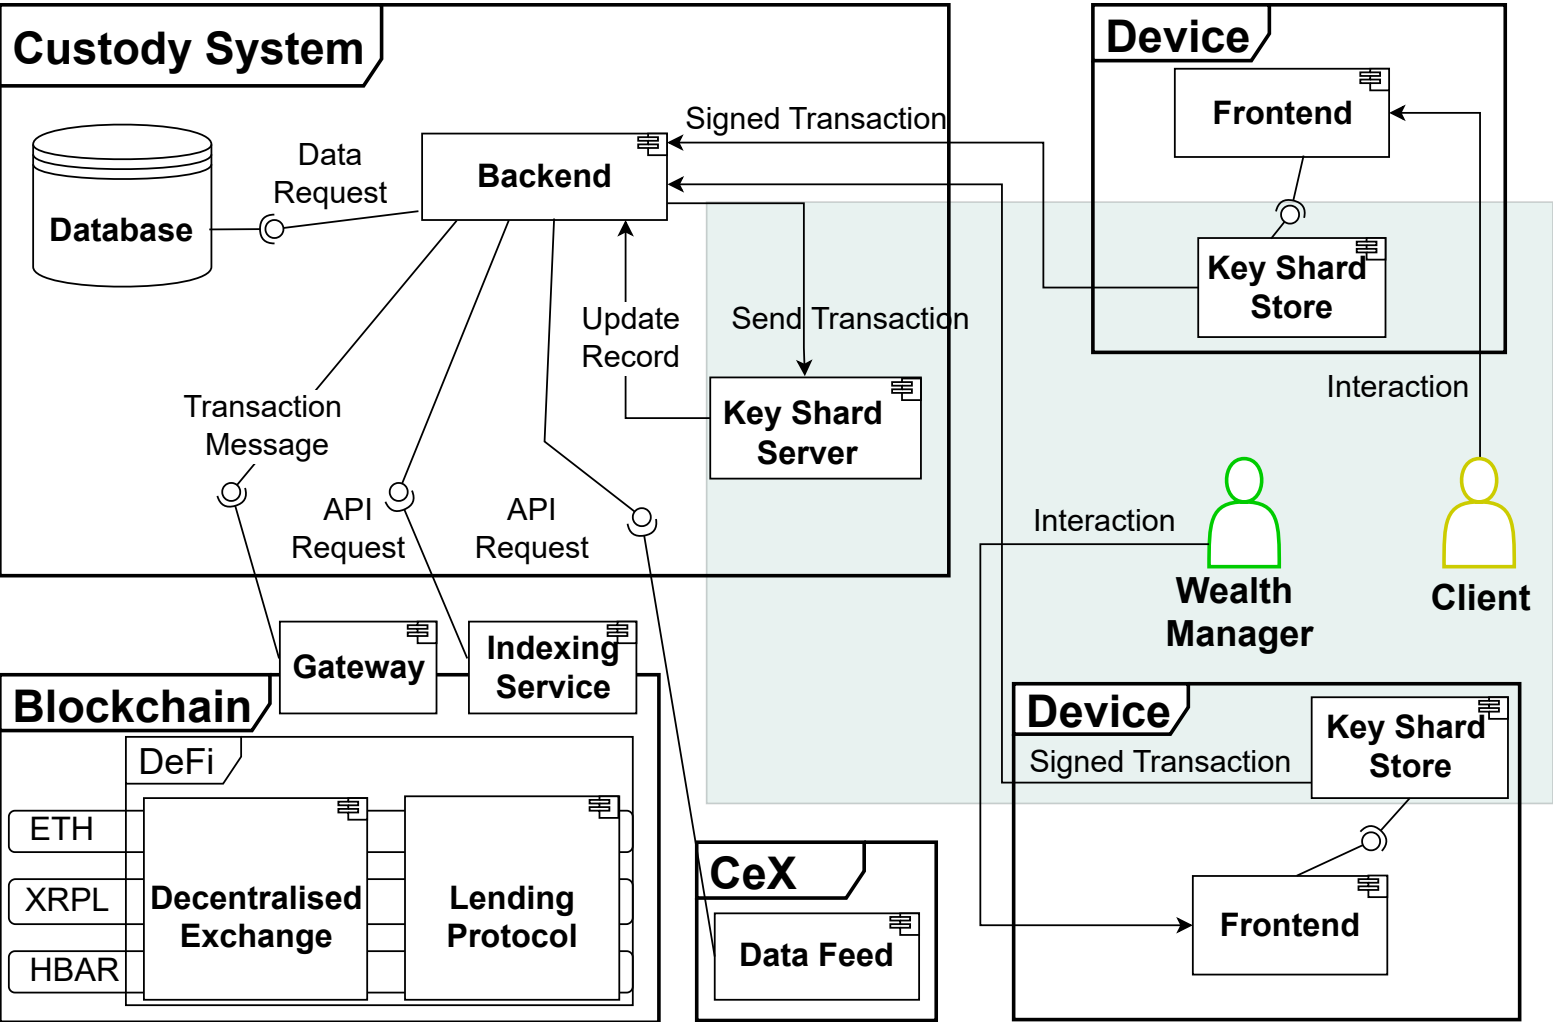 Custody System
Device
Frontend
Signed Transaction
Data
Request
Backend
Database
Key Shard
Store
Update
Record
Send Transaction
Interaction
Transaction
Message
Key Shard
Server
API
Request
API
Request
Interaction
Wealth
Manager
Client
Gateway
Indexing
Service
Blockchain
Device
Key Shard
Store
DeFi
Signed Transaction
ETH
CeX
XRPL
Decentralised
Exchange
Lending
Protocol
Frontend
Data Feed
HBAR